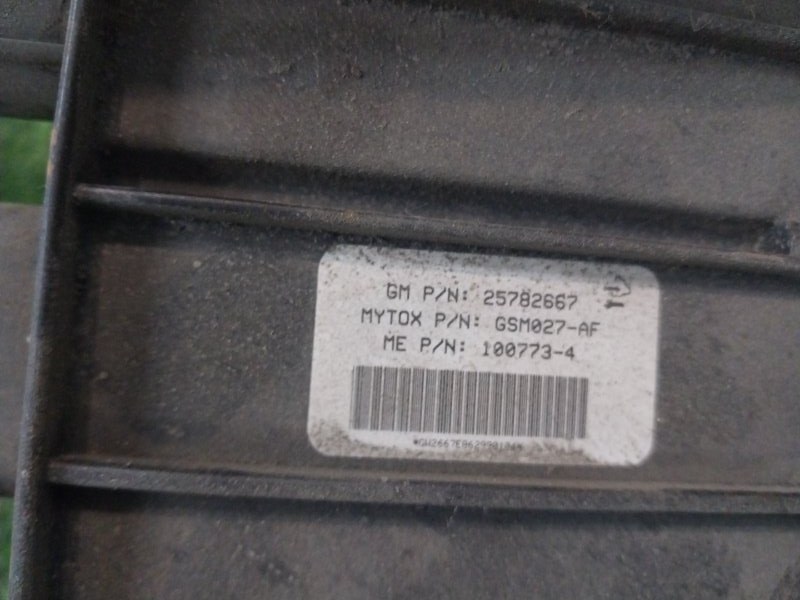 GM P/N: 25782667
MYTOX P/N: GSM027-AF
ME P/N: 100773-4